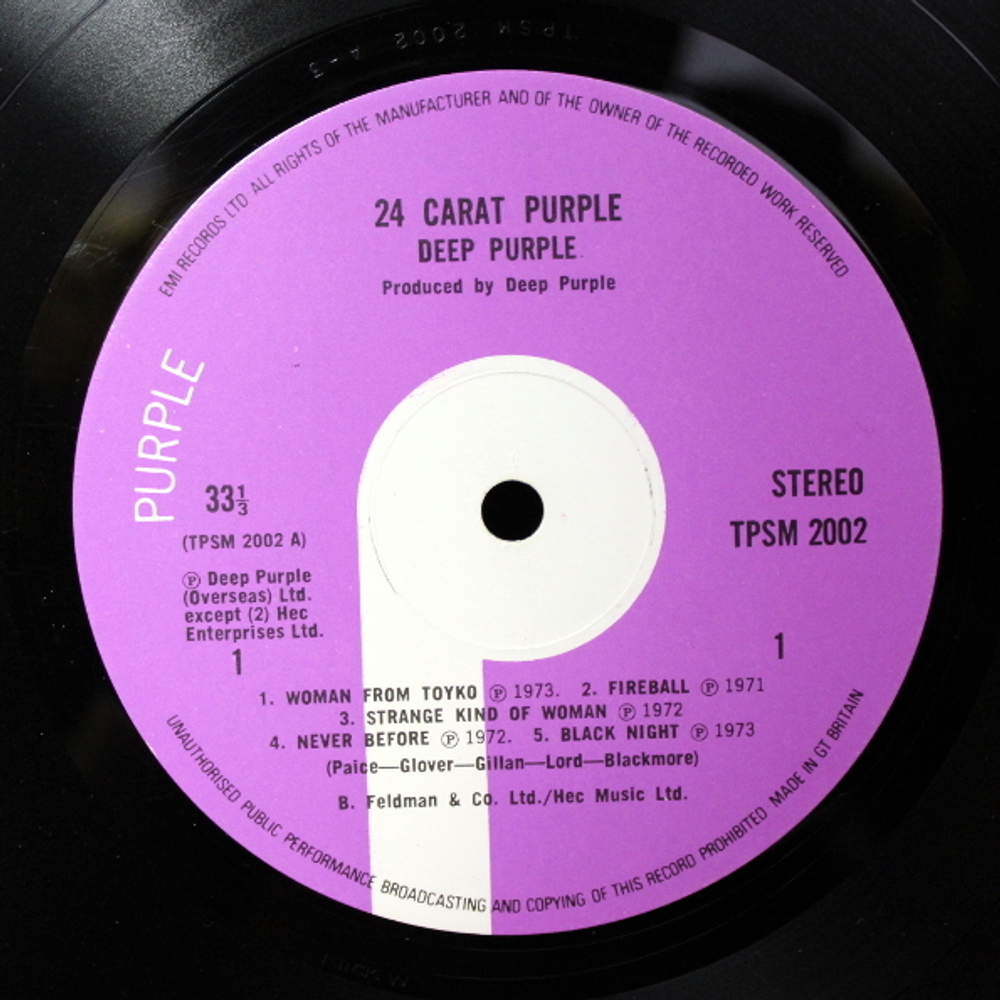 TPSM 2002 A-3
EMI RECORDS LTD·ALL RIGHTS OF THE MANUFACTURER AND OF THE OWNER OF THE RECORDED WORK RESERVED
24 CARAT PURPLE
DEEP PURPLE
Produced by Deep Purple
PURPLE
33⅓
(TPSM 2002 A)
℗ Deep Purple
(Overseas) Ltd.
except (2) Hec
Enterprises Ltd.
1
STEREO
TPSM 2002
1
1. WOMAN FROM TOYKO ℗ 1973. 2. FIREBALL ℗ 1971
3. STRANGE KIND OF WOMAN ℗ 1972
4. NEVER BEFORE ℗ 1972. 5. BLACK NIGHT ℗ 1973
(Paice—Glover—Gillan—Lord—Blackmore)
B. Feldman & Co. Ltd./Hec Music Ltd.
UNAUTHORISED PUBLIC PERFORMANCE BROADCASTING AND COPYING OF THIS RECORD PROHIBITED MADE IN GT BRITAIN